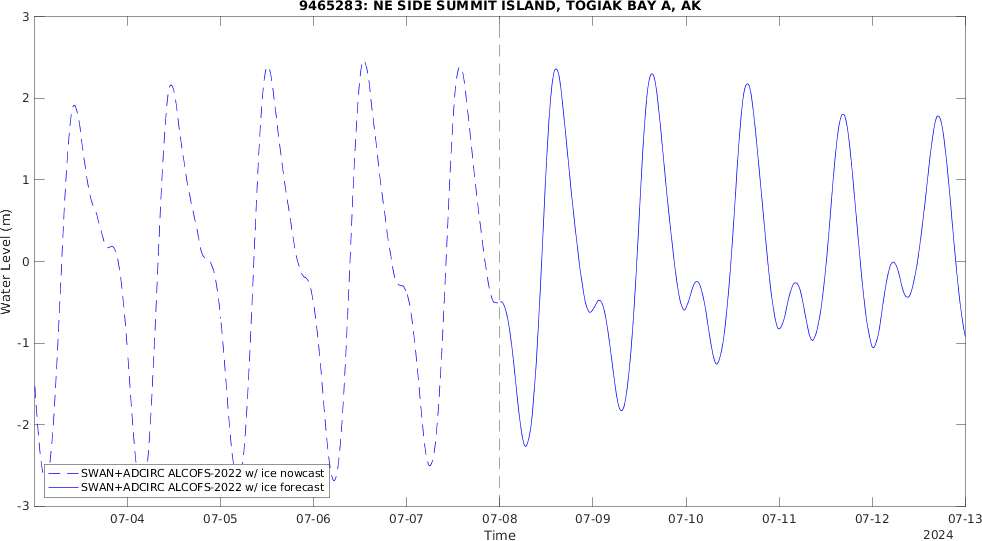 9465283: NE SIDE SUMMIT ISLAND, TOGIAK BAY A, AK
3
2
1
0
-1
-2
-3
Water Level (m)
SWAN+ADCIRC ALCOFS-2022 w/ ice nowcast
SWAN+ADCIRC ALCOFS-2022 w/ ice forecast
07-04 07-05 07-06 07-07 07-08 07-09 07-10 07-11 07-12 07-13
Time
2024